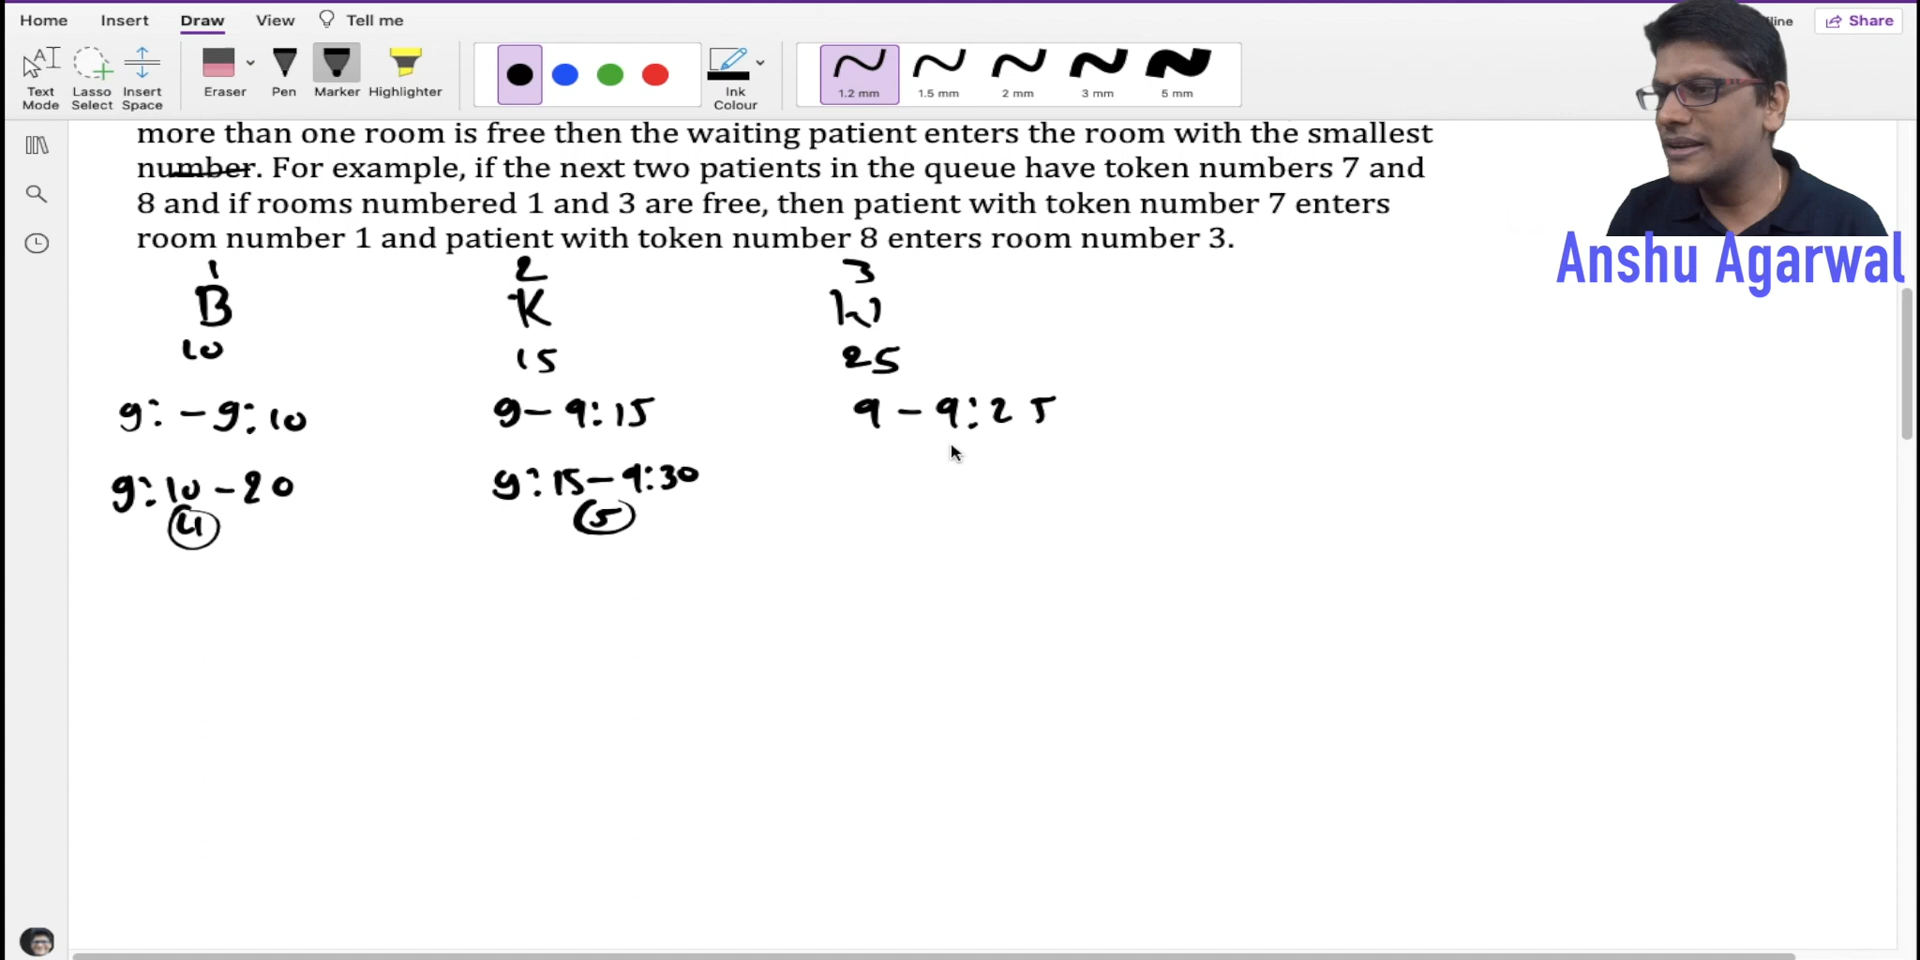 Home Insert Draw View Tell me
Share
Text Mode Lasso Select Insert Space Eraser Pen Marker Highlighter Ink Colour 1.2 mm 1.5 mm 2 mm 3 mm 5 mm
more than one room is free then the waiting patient enters the room with the smallest
number. For example, if the next two patients in the queue have token numbers 7 and
8 and if rooms numbered 1 and 3 are free, then patient with token number 7 enters
room number 1 and patient with token number 8 enters room number 3.
Anshu Agarwal
1 2 3
B K W
10 15 25
9: - 9:10 9 - 9:15 9 - 9:25
9:10 - 20 9:15 - 9:30
4 5